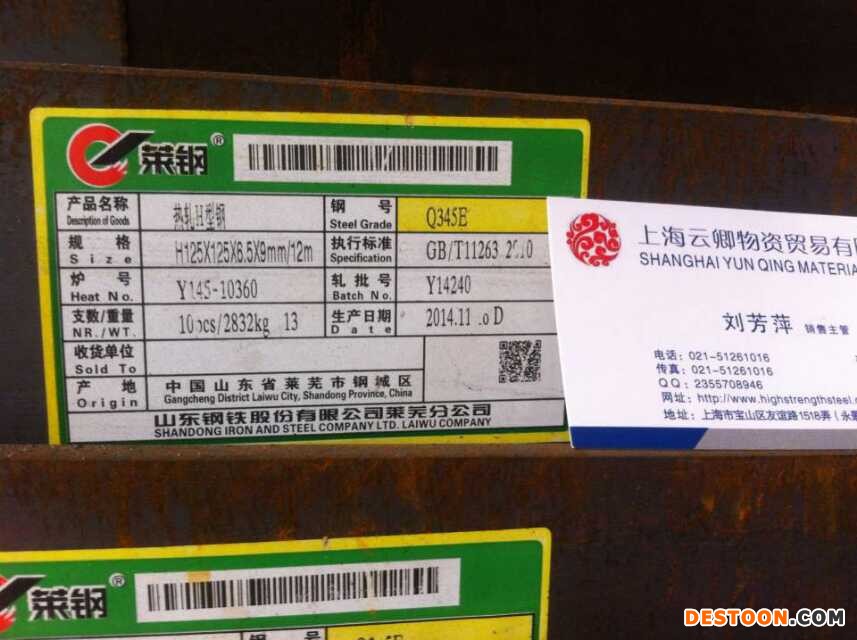 莱钢®
产品名称 热轧H型钢 钢号 Q345E
Description of Goods Steel Grade
规格 H125X125X6.5X9mm/12m 执行标准 GB/T11263
Size Specification
炉号 Y145-10360 轧批号 Y14240
Heat No. Batch No.
支数/重量 10pcs/2832kg 13 生产日期 2014.11 D
NR./WT. Date
收货单位
Sold To
产地 中国山东省莱芜市钢城区
Origin Gangcheng District Laiwu City, Shandong Province, China
山东钢铁股份有限公司莱芜分公司
SHANDONG IRON AND STEEL COMPANY LTD. LAIWU COMPANY
上海云卿物资贸易有
SHANGHAI YUN QING MATERIA
刘芳萍 销售主管
电话：021-51261016
传真：021-51261016
QQ：2355708946
网址：http://www.highstrengthsteel.
地址：上海市宝山区友谊路1518弄（永
莱钢®
钢号
DESTOON.COM